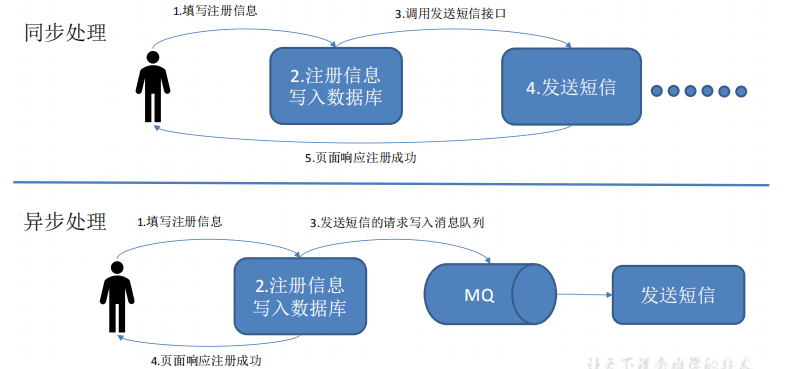 同步处理
1.填写注册信息
3.调用发送短信接口
2.注册信息
写入数据库
4.发送短信
5.页面响应注册成功
异步处理
1.填写注册信息
3.发送短信的请求写入消息队列
2.注册信息
写入数据库
MQ
发送短信
4.页面响应注册成功